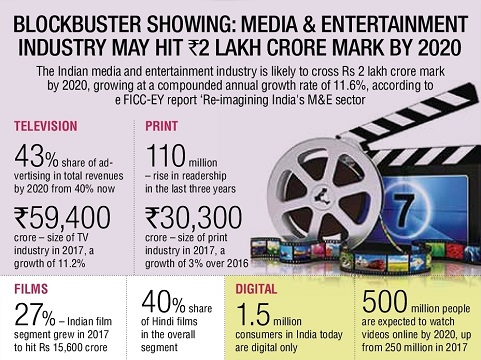 BLOCKBUSTER SHOWING: MEDIA & ENTERTAINMENT
INDUSTRY MAY HIT ₹2 LAKH CRORE MARK BY 2020
The Indian media and entertainment industry is likely to cross Rs 2 lakh crore mark
by 2020, growing at a compounded annual growth rate of 11.6%, according to
e FICC-EY report ‘Re-imagining India's M&E sector
TELEVISION
43% share of ad-
vertising in total revenues
by 2020 from 40% now
₹59,400
crore – size of TV
industry in 2017, a
growth of 11.2%
PRINT
110 million
– rise in readership
in the last three years
₹30,300
crore – size of print
industry in 2017, a
growth of 3% over 2016
7
FILMS
27% – Indian film
segment grew in 2017
to hit Rs 15,600 crore
40% share
of Hindi films
in the overall
segment
DIGITAL
1.5 million
consumers in India today
are digital only
500 million people
are expected to watch
videos online by 2020, up
from 250 million in 2017